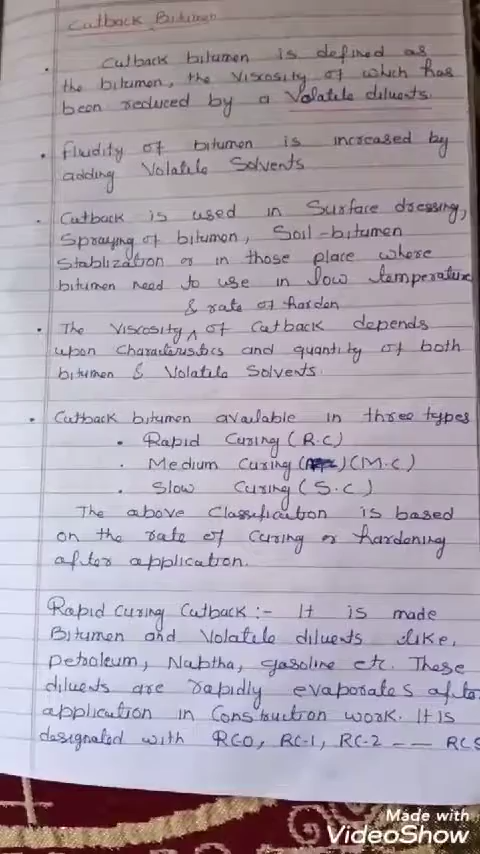 Cutback Bitumen
• Cutback bitumen is defined as
the bitumen, the Viscosity of which has
been reduced by a Volatile diluents.
• fluidity of bitumen is increased by
adding Volatile Solvents
• Cutback is used in Surface dressing,
Spraying of bitumen, Soil-bitumen
Stablization or in those place where
bitumen need to use in low temperature
& rate of harden
• The Viscosity ^ of Cutback depends
upon characteristics and quantity of both
bitumen & Volatile Solvents.
• Cutback bitumen available in three types
• Rapid Curing (R.C)
• Medium Curing (M.C)
• Slow Curing (S.C)
The above Classification is based
on the rate of Curing or hardening
after application.
Rapid Curing Cutback :- It is made
Bitumen and Volatile diluents like,
petroleum, Naptha, gasoline etc. These
diluents are rapidly evaporates after
application in Construction work. It is
designated with RC0, RC-1, RC-2 -- RC5
Made with
VideoShow